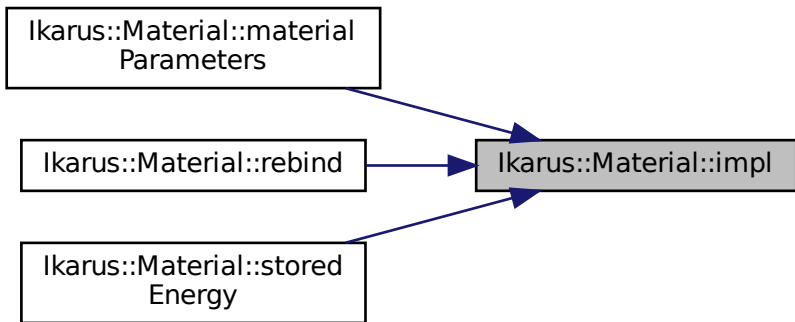 Ikarus::Material::material
Parameters
Ikarus::Material::rebind
Ikarus::Material::impl
Ikarus::Material::stored
Energy